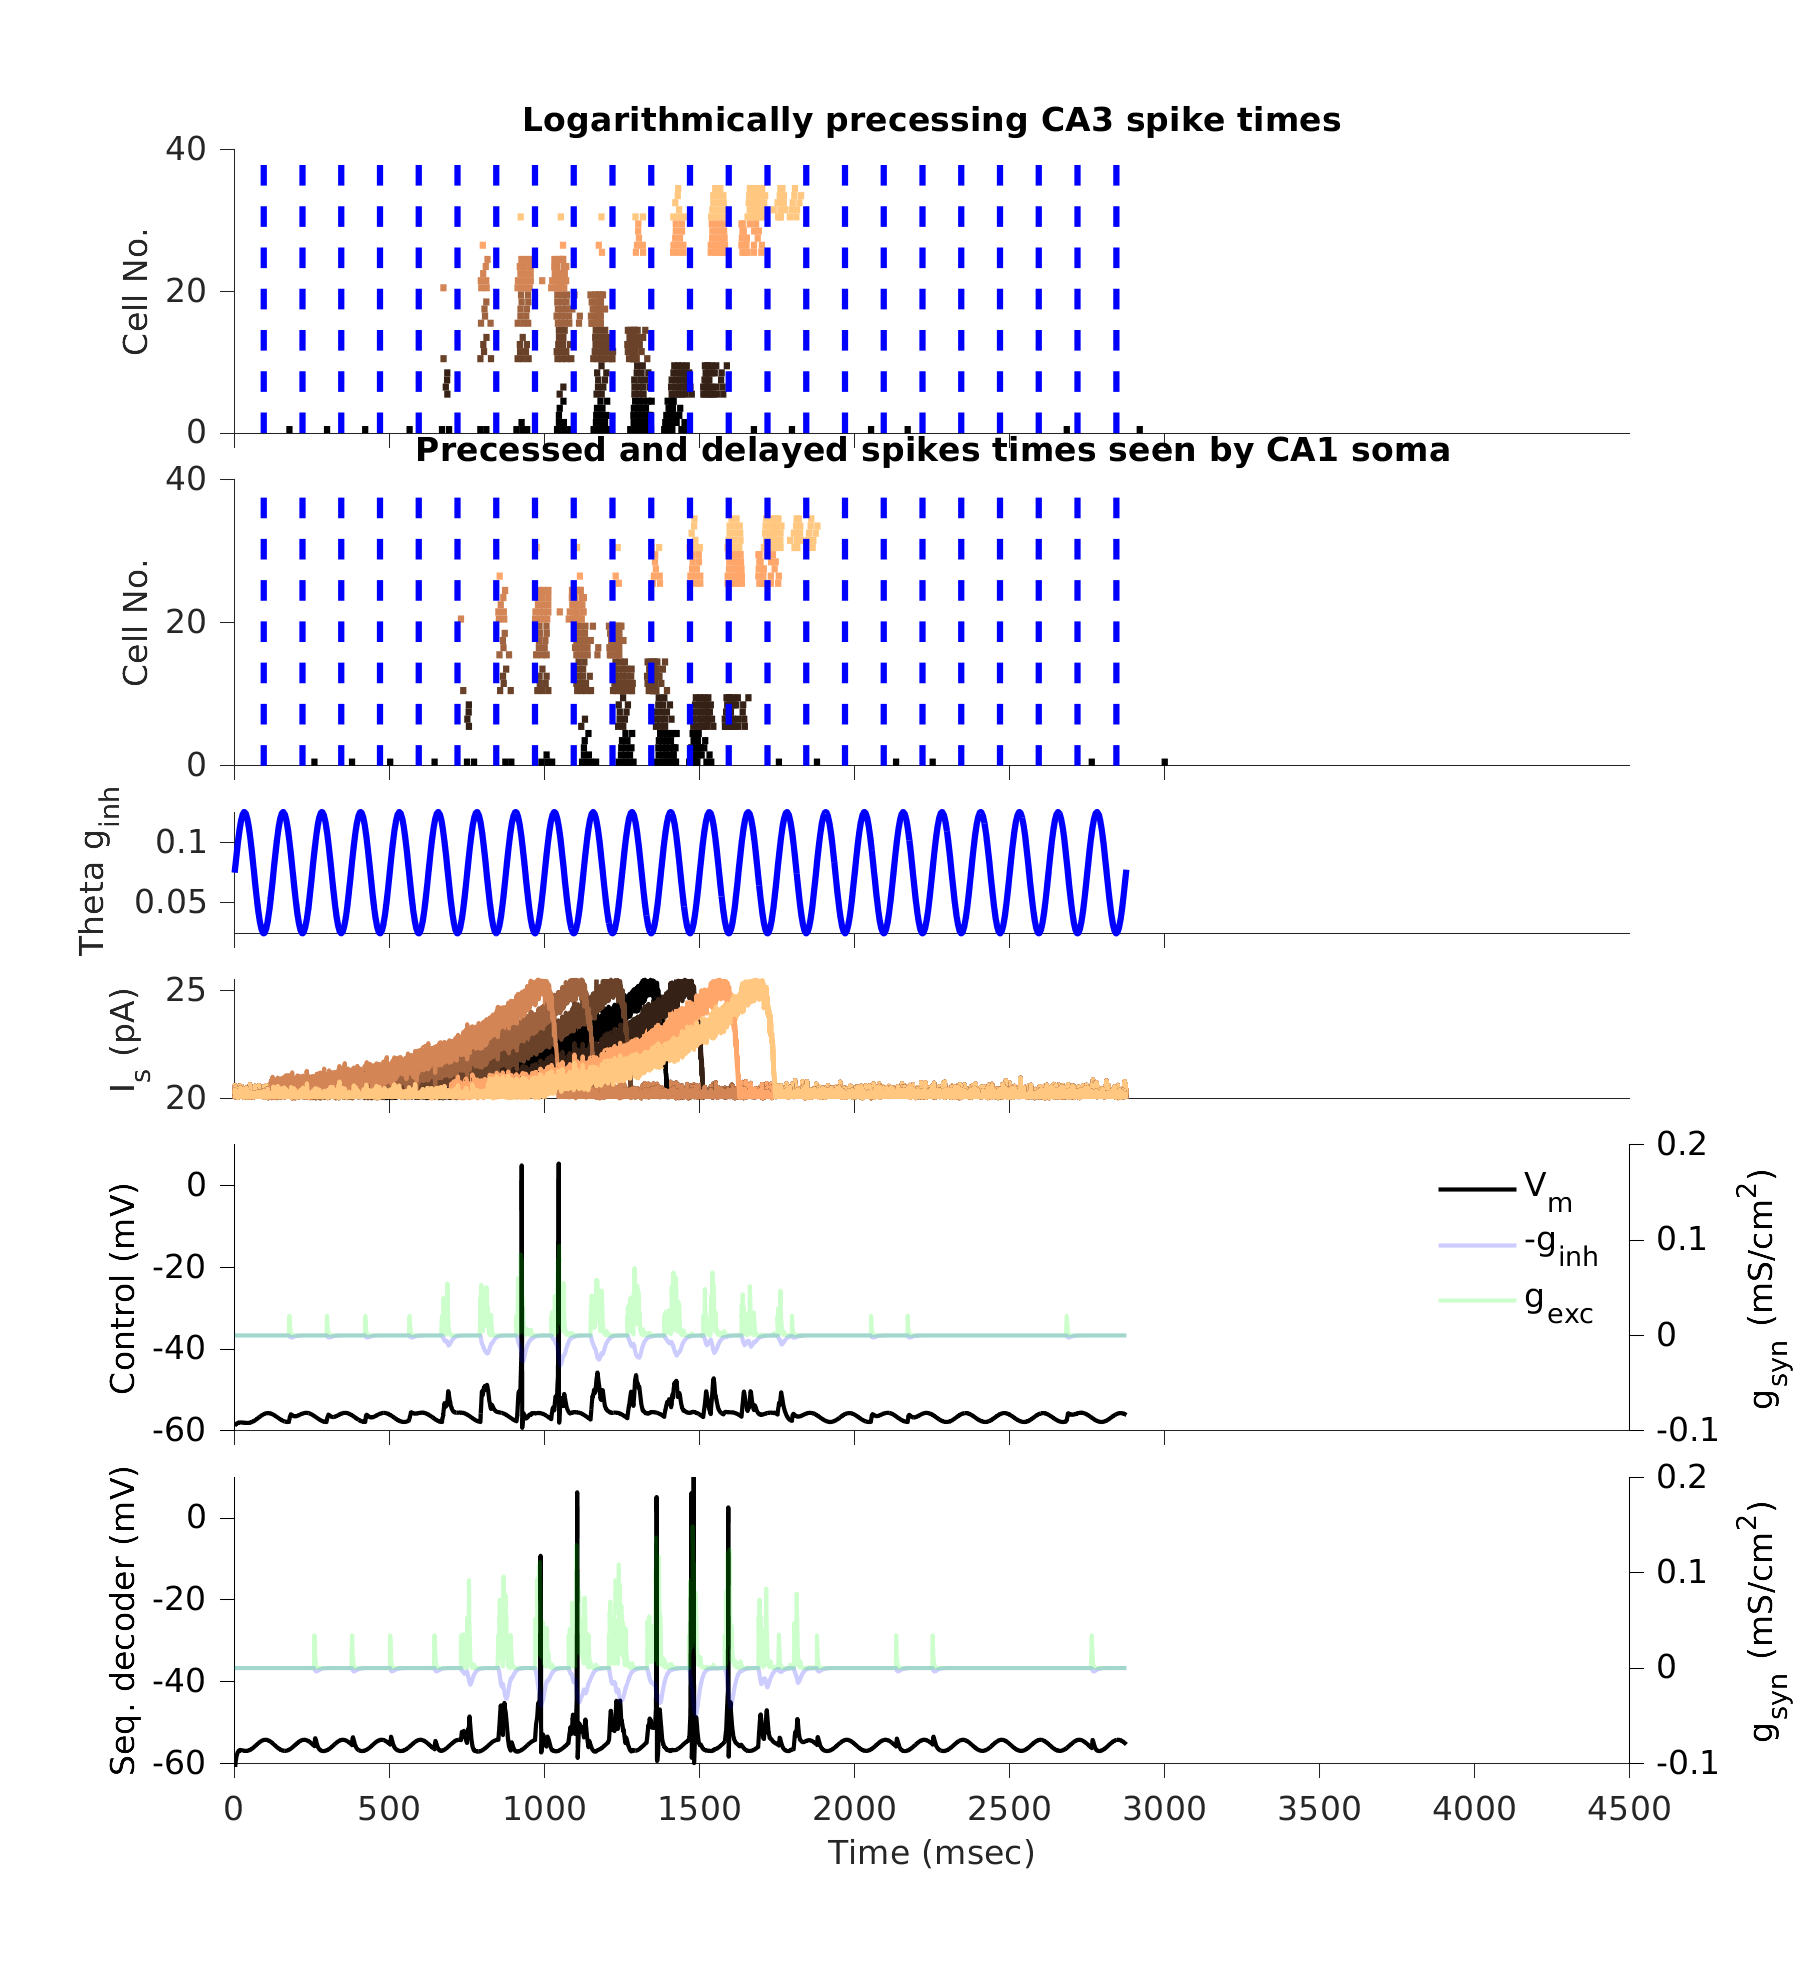 Logarithmically precessing CA3 spike times
40
20
0
Cell No.
Precessed and delayed spikes times seen by CA1 soma
40
20
0
Cell No.
0.1
0.05
Theta g_inh
25
20
I_s (pA)
0
-20
-40
-60
Control (mV)
V_m
-g_inh
g_exc
0.2
0.1
0
-0.1
g_syn (mS/cm^2)
0
-20
-40
-60
Seq. decoder (mV)
0.2
0.1
0
-0.1
g_syn (mS/cm^2)
0 500 1000 1500 2000 2500 3000 3500 4000 4500
Time (msec)